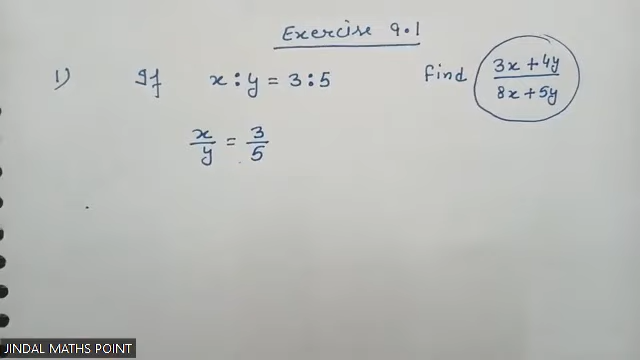 Exercise 9.1
1) If x:y = 3:5 find 3x+4y/8x+5y
x/y = 3/5
JINDAL MATHS POINT